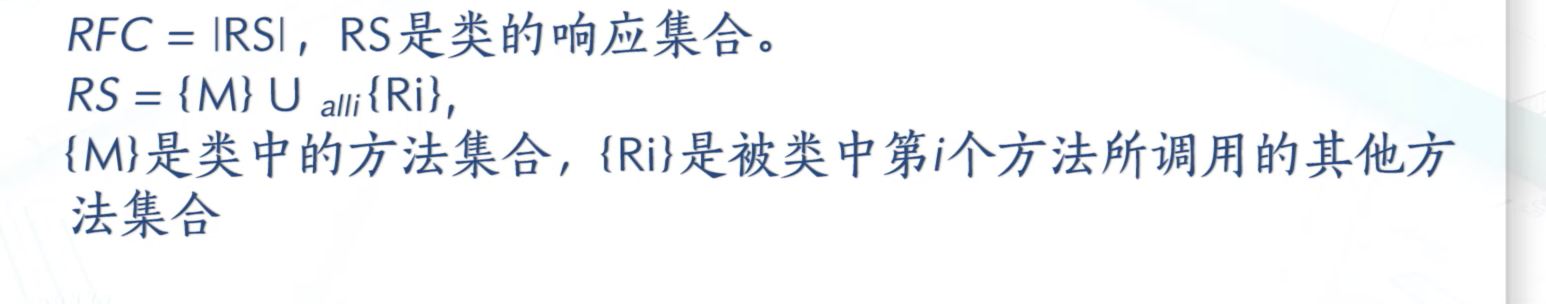 RFC = |RS|，RS是类的响应集合。
RS = {M} U alli{Ri},
{M}是类中的方法集合，{Ri}是被类中第i个方法所调用的其他方
法集合